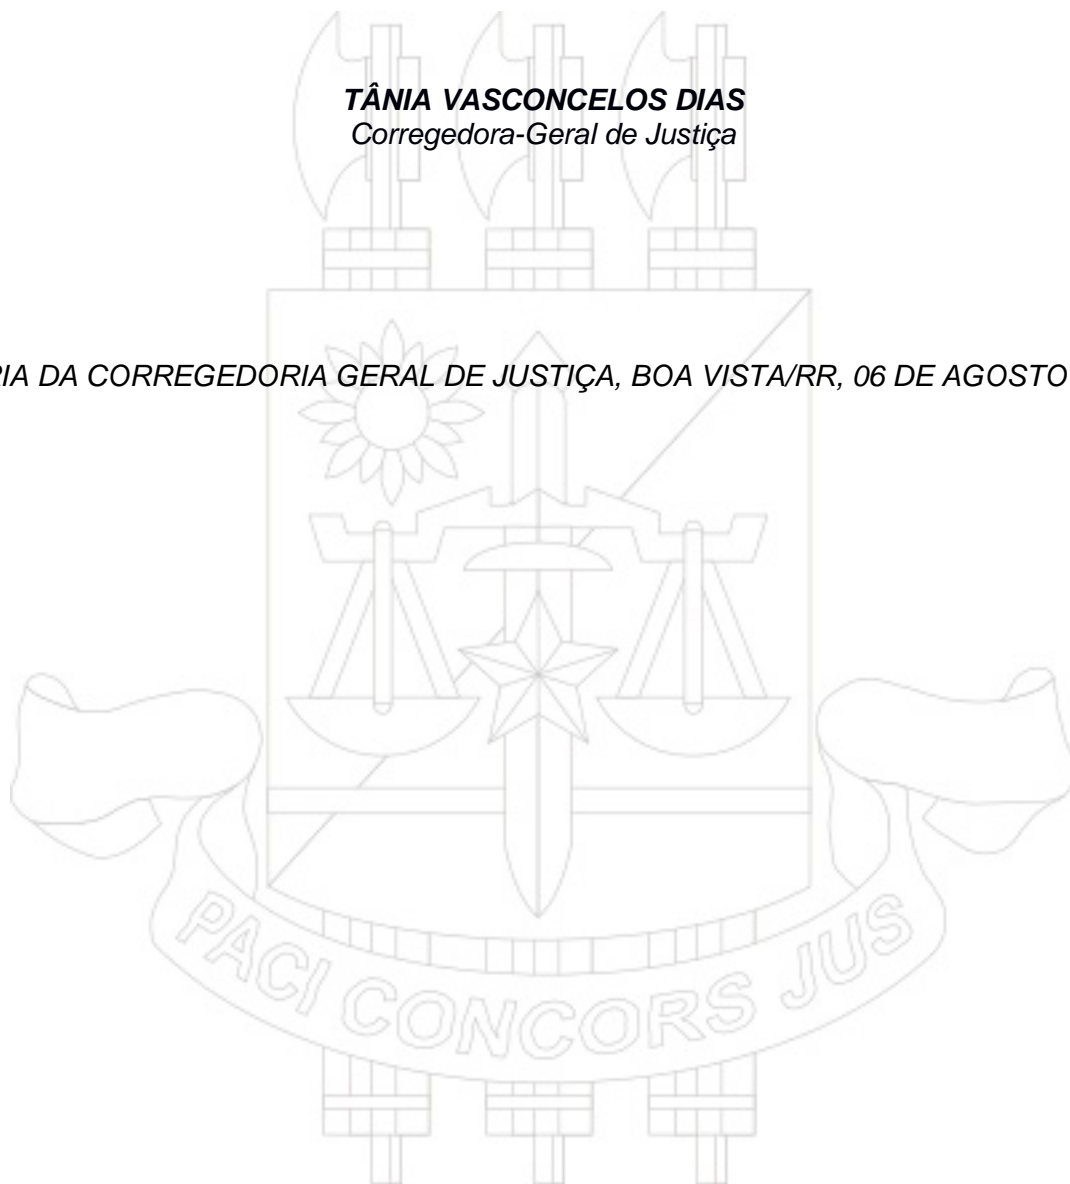 TÂNIA VASCONCELOS DIAS
Corregedora-Geral de Justiça
RIA DA CORREGEDORIA GERAL DE JUSTIÇA, BOA VISTA/RR, 06 DE AGOSTO
PACI CONCORS JUS